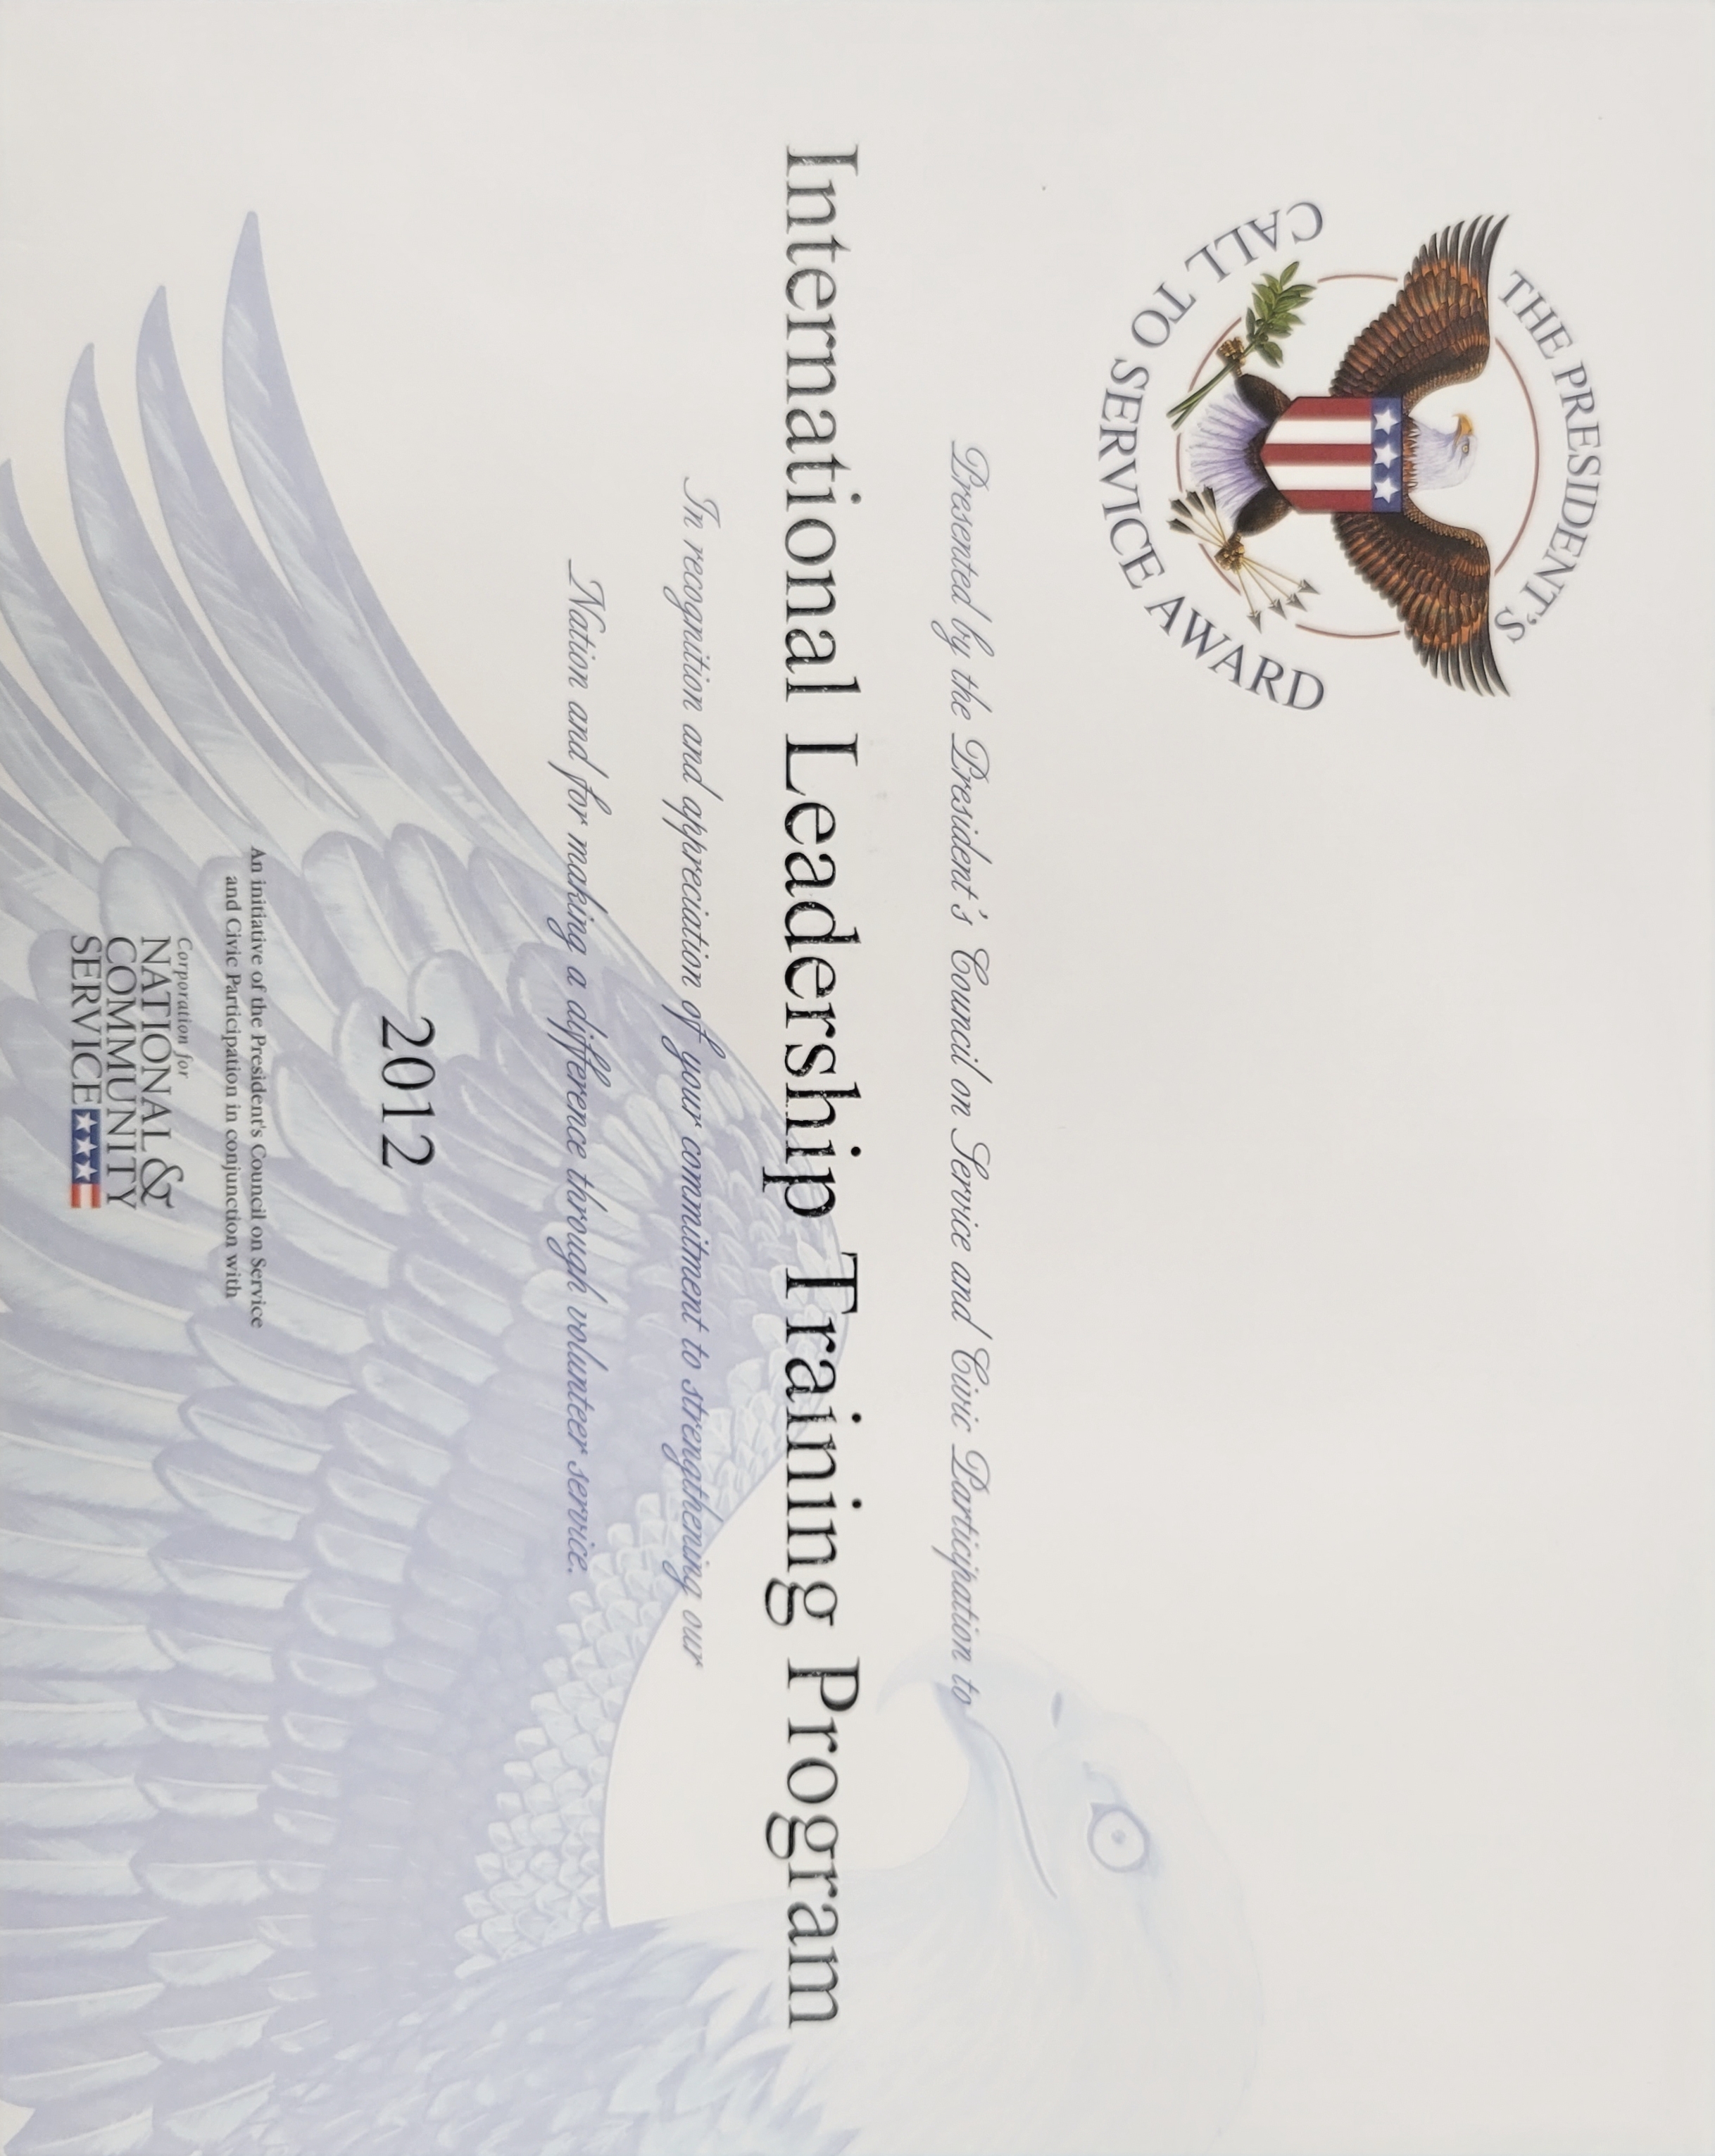 THE PRESIDENT'S
CALL TO SERVICE AWARD
Presented by the President's Council on Service and Civic Participation to
International Leadership Training Program
In recognition and appreciation of your commitment to strengthening our
Nation and for making a difference through volunteer service.
2012
An initiative of the President's Council on Service
and Civic Participation in conjunction with
Corporation for
NATIONAL &
COMMUNITY
SERVICE